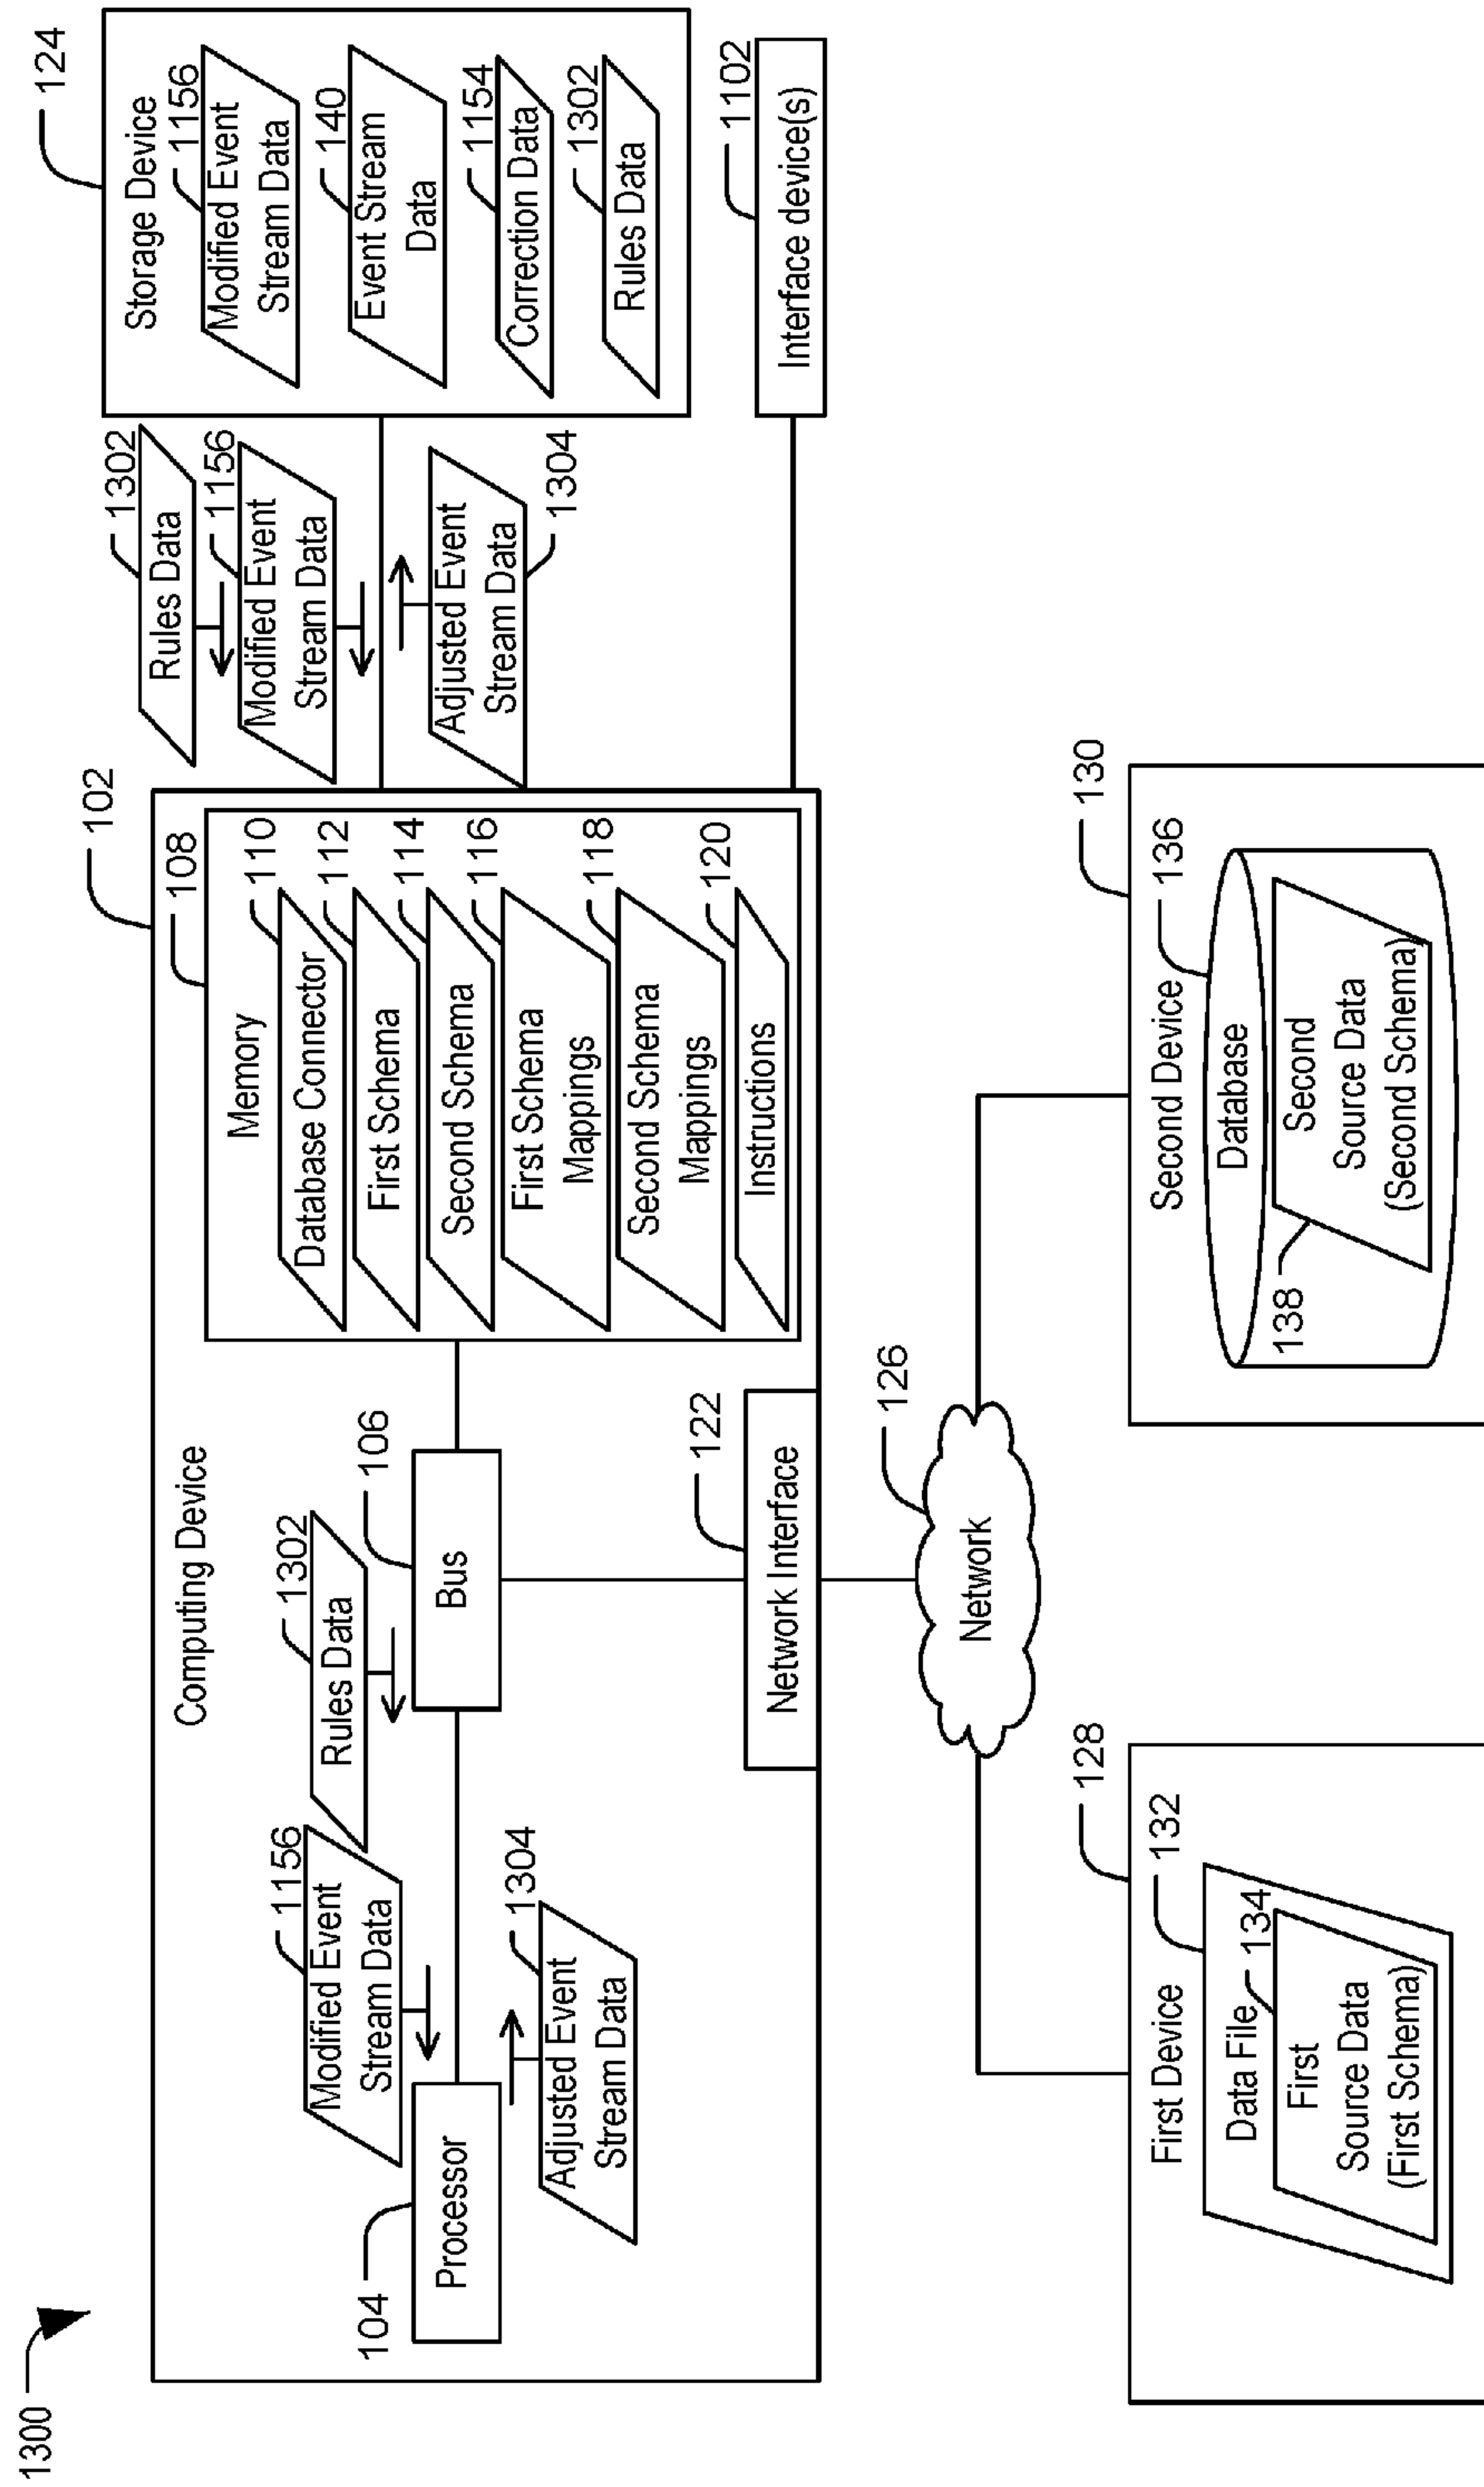 1300
102
124
Computing Device
108
Memory
110
Database Connector
112
First Schema
114
Second Schema
116
First Schema
Mappings
118
Second Schema
Mappings
120
Instructions
104
Processor
1156
Modified Event
Stream Data
1302
Rules Data
106
Bus
1304
Adjusted Event
Stream Data
122
Network Interface
1302
Rules Data
1156
Modified Event
Stream Data
Adjusted Event
Stream Data
1304
Storage Device
1156
Modified Event
Stream Data
140
Event Stream
Data
1154
Correction Data
1302
Rules Data
1102
Interface device(s)
126
Network
128
First Device
132
Data File
134
First
Source Data
(First Schema)
130
Second Device
136
Database
138
Second
Source Data
(Second Schema)